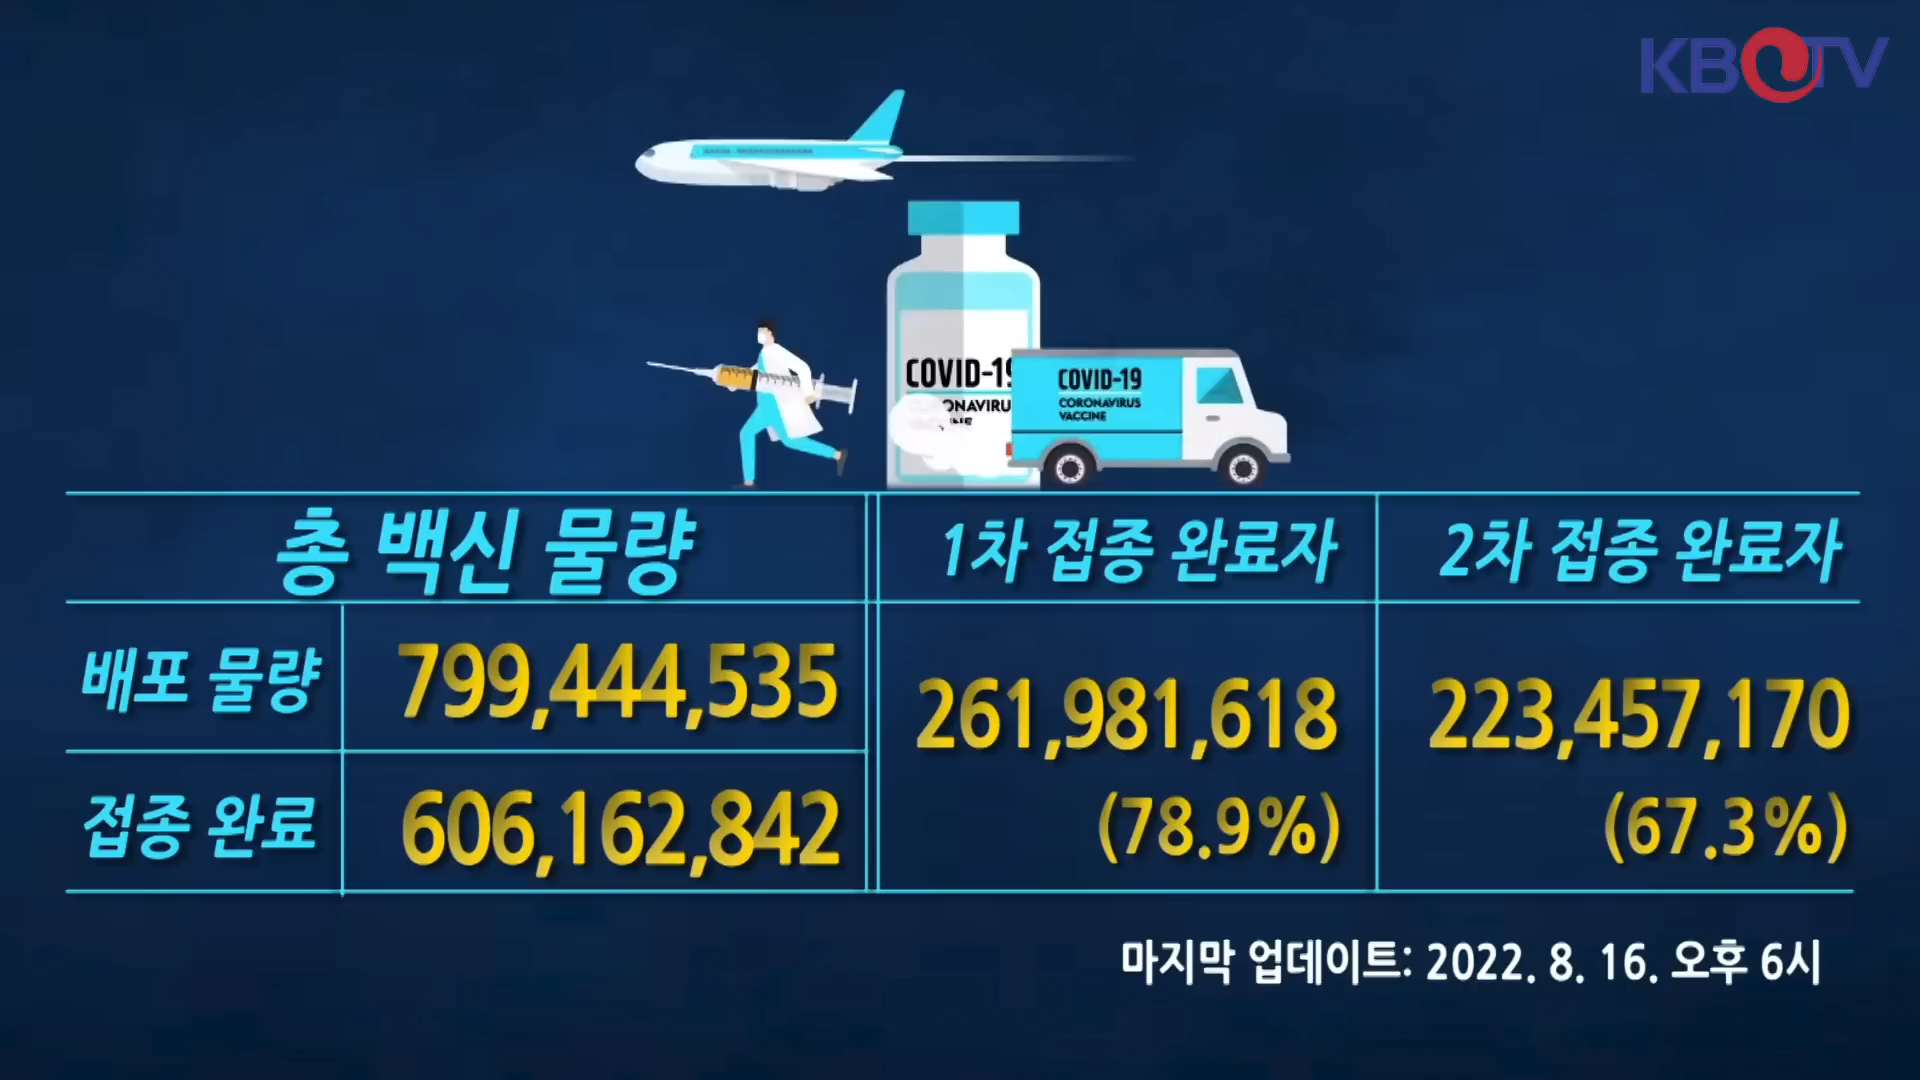 KBTV
COVID-19
COVID-19
CORONAVIRUS
VACCINE
총 백신 물량
1차 접종 완료자
2차 접종 완료자
배포 물량
799,444,535
261,981,618
223,457,170
접종 완료
606,162,842
(78.9%)
(67.3%)
마지막 업데이트: 2022. 8. 16. 오후 6시